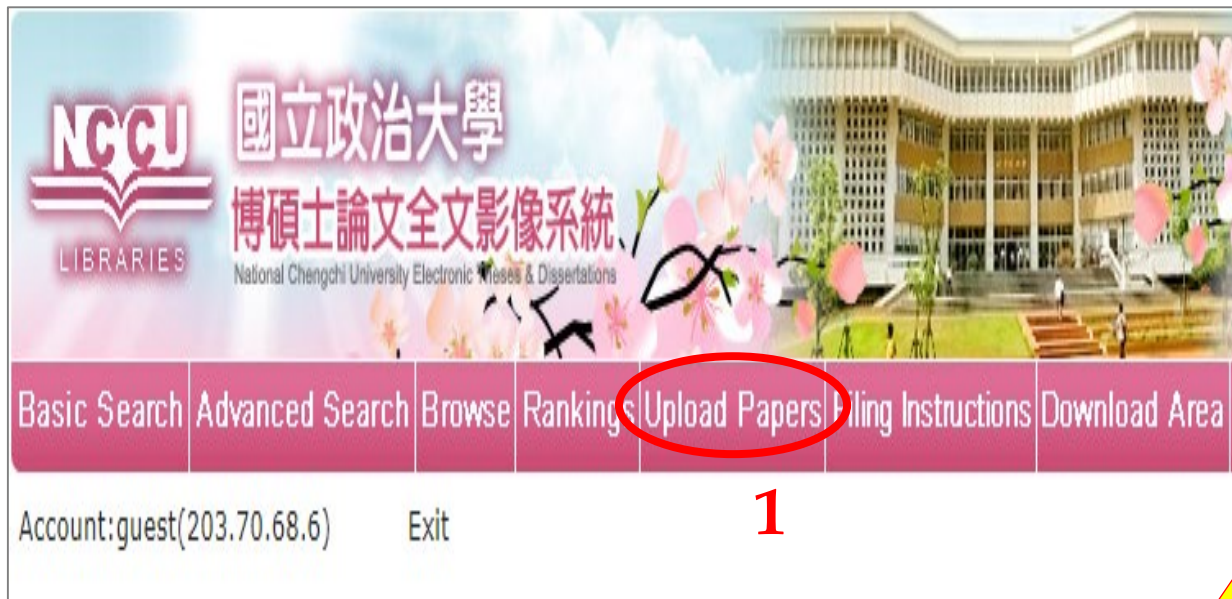 NCCU
LIBRARIES
國立政治大學
博碩士論文全文影像系統
National Chengchi University Electronic Theses & Dissertations
Basic Search Advanced Search Browse Rankings Upload Papers Filing Instructions Download Area
1
Account:guest(203.70.68.6) Exit